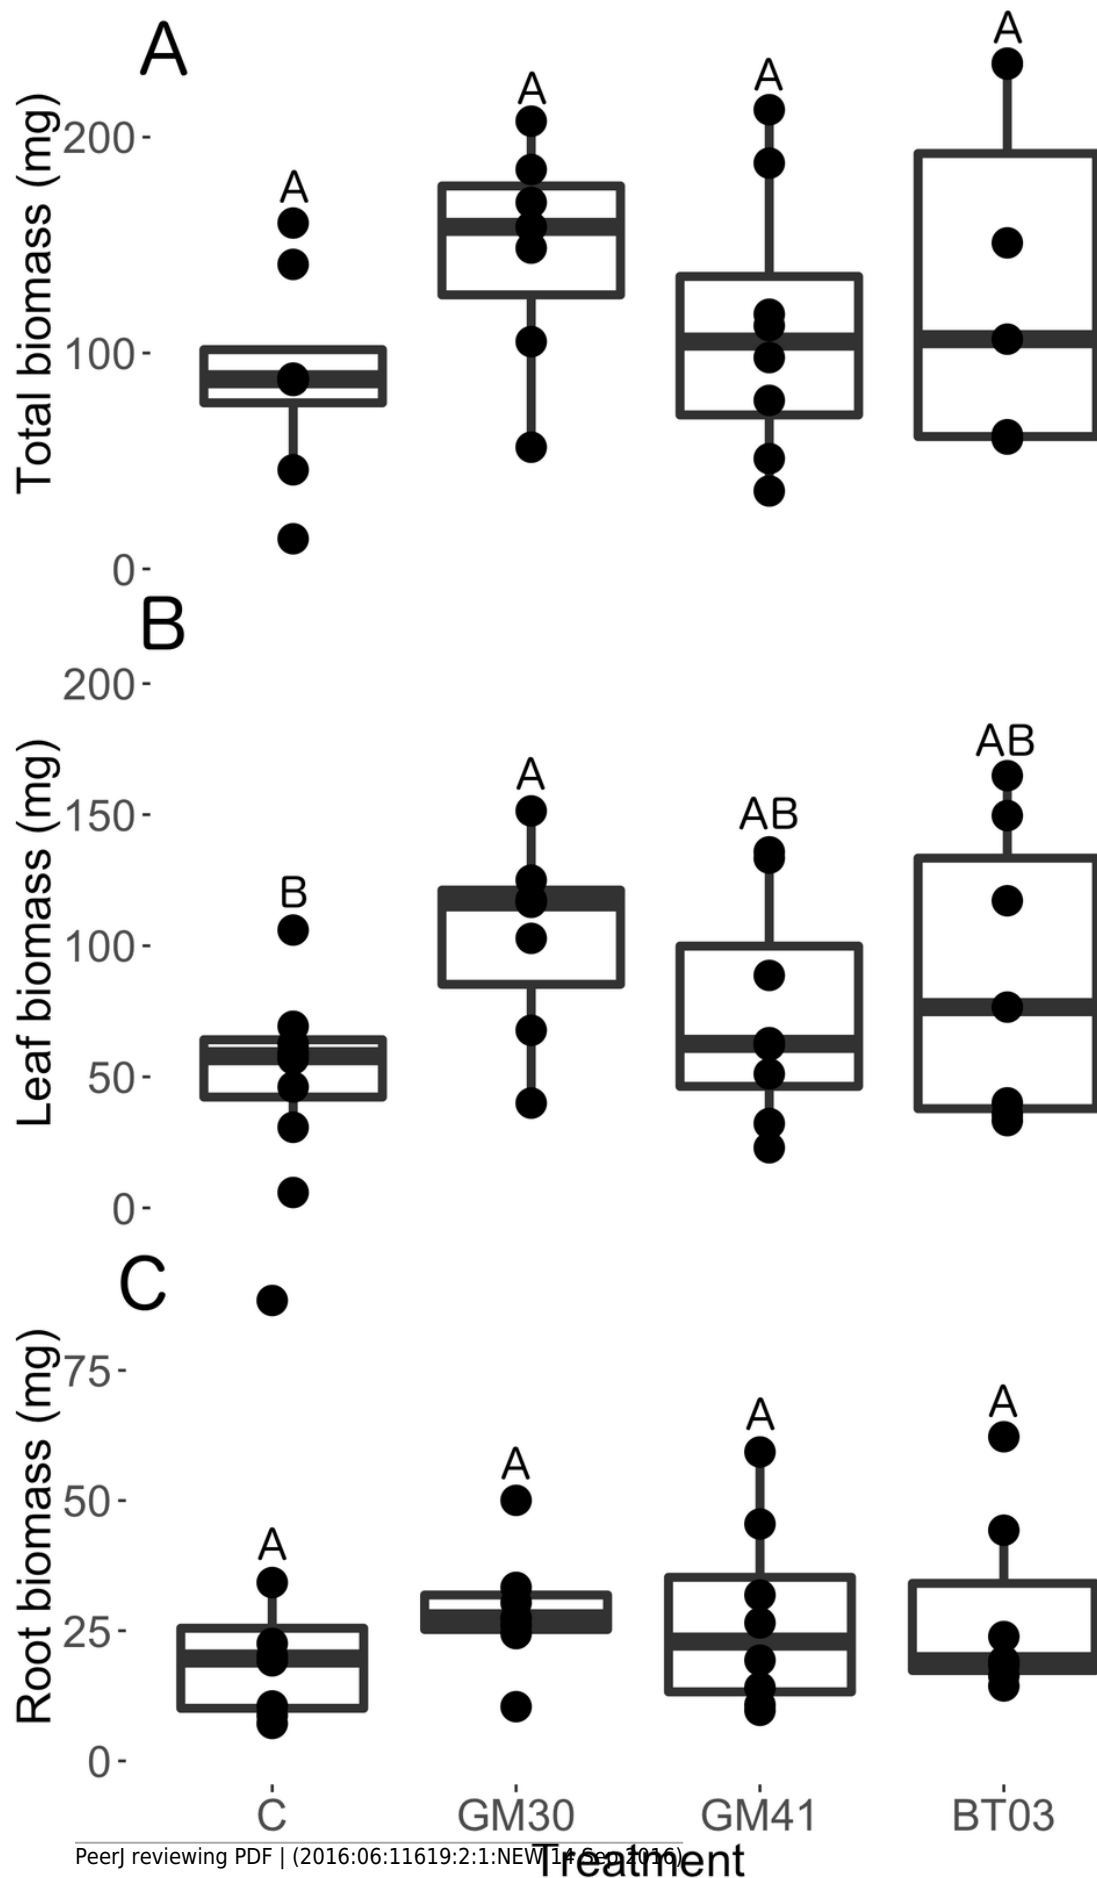 A
A
A
A
A
Total biomass (mg)
200
100
0
B
AB
A
AB
B
Leaf biomass (mg)
200
150
100
50
0
C
A
A
A
A
Root biomass (mg)
75
50
25
0
C GM30 GM41 BT03
Treatment
PeerJ reviewing PDF | (2016:06:11619:2:1:NEW 14 Sep 2016)